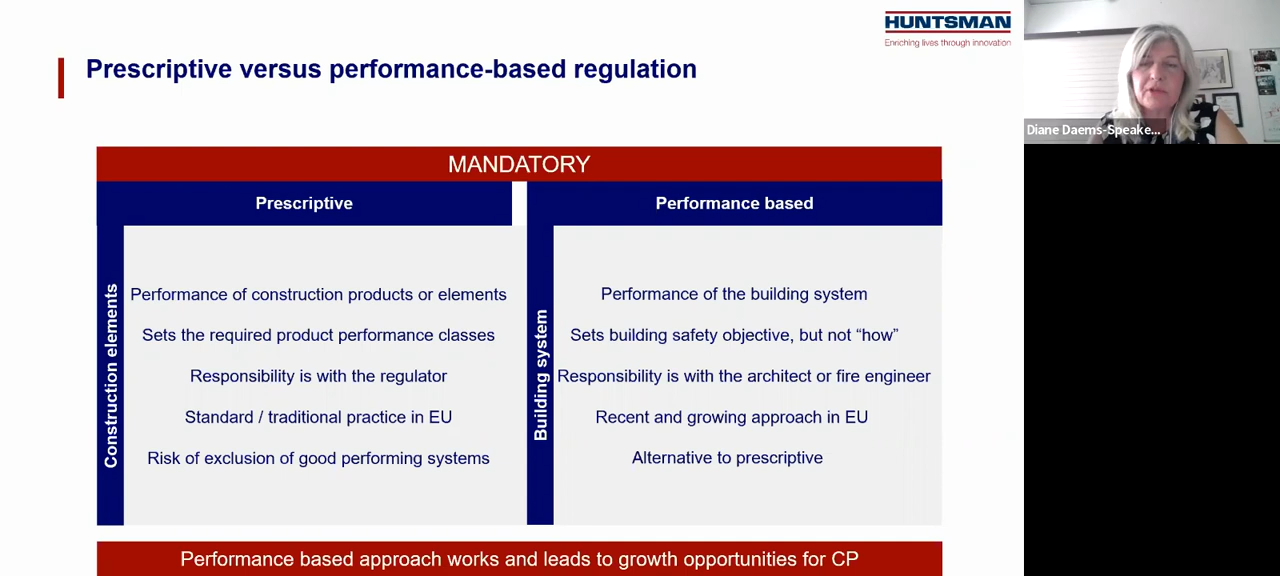 HUNTSMAN
Enriching lives through innovation
Prescriptive versus performance-based regulation
Diane Daems-Speake...
MANDATORY
Prescriptive
Performance based
Construction elements
Performance of construction products or elements
Sets the required product performance classes
Responsibility is with the regulator
Standard / traditional practice in EU
Risk of exclusion of good performing systems
Building system
Performance of the building system
Sets building safety objective, but not “how”
Responsibility is with the architect or fire engineer
Recent and growing approach in EU
Alternative to prescriptive
Performance based approach works and leads to growth opportunities for CP